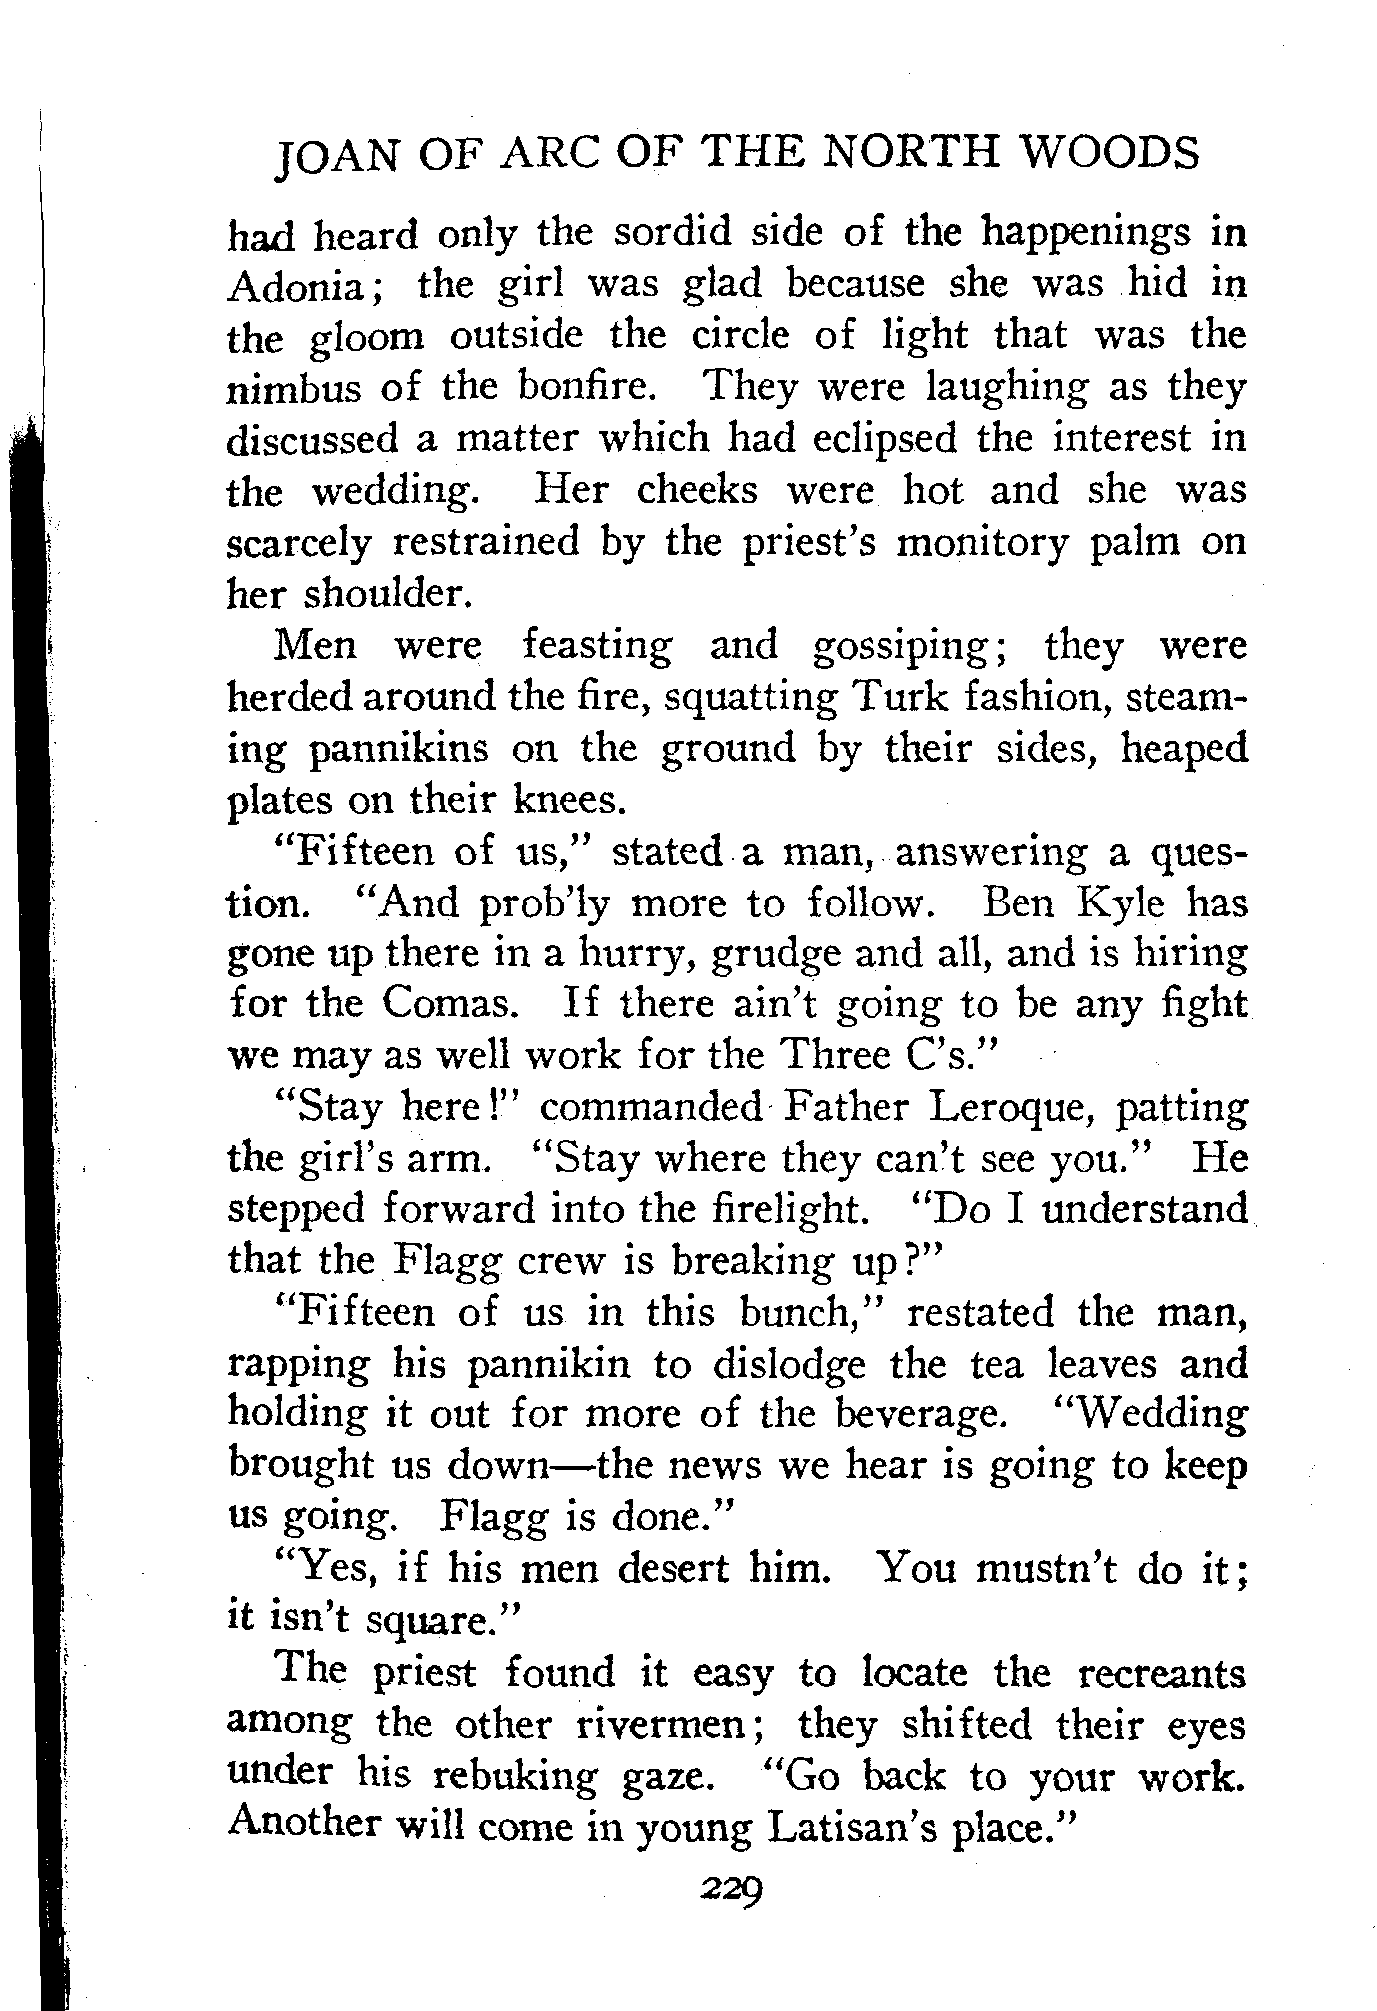 JOAN OF ARC OF THE NORTH WOODS
had heard only the sordid side of the happenings in
Adonia; the girl was glad because she was hid in
the gloom outside the circle of light that was the
nimbus of the bonfire. They were laughing as they
discussed a matter which had eclipsed the interest in
the wedding. Her cheeks were hot and she was
scarcely restrained by the priest's monitory palm on
her shoulder.
Men were feasting and gossiping; they were
herded around the fire, squatting Turk fashion, steam-
ing pannikins on the ground by their sides, heaped
plates on their knees.
"Fifteen of us," stated a man, answering a ques-
tion. "And prob'ly more to follow. Ben Kyle has
gone up there in a hurry, grudge and all, and is hiring
for the Comas. If there ain't going to be any fight
we may as well work for the Three C's."
"Stay here!" commanded Father Leroque, patting
the girl's arm. "Stay where they can't see you." He
stepped forward into the firelight. "Do I understand
that the Flagg crew is breaking up?"
"Fifteen of us in this bunch," restated the man,
rapping his pannikin to dislodge the tea leaves and
holding it out for more of the beverage. "Wedding
brought us down—the news we hear is going to keep
us going. Flagg is done."
"Yes, if his men desert him. You mustn't do it;
it isn't square."
The priest found it easy to locate the recreants
among the other rivermen; they shifted their eyes
under his rebuking gaze. "Go back to your work.
Another will come in young Latisan's place."
229